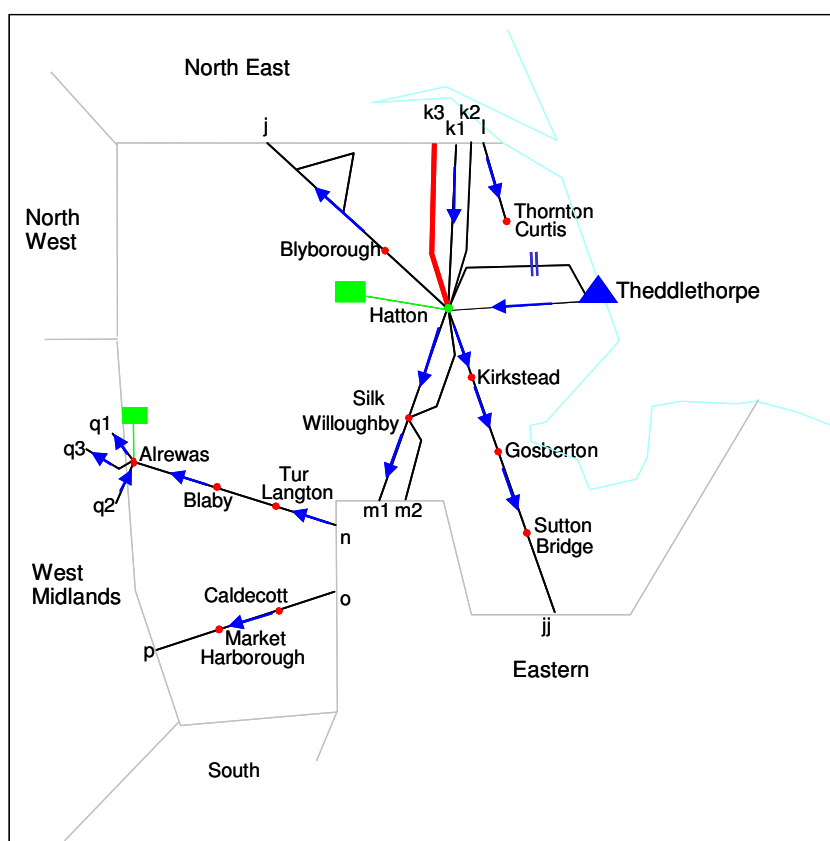 North East
k3
k2
j
k1
l
North
West
Thornton
Curtis
Blyborough
Theddlethorpe
Hatton
Kirkstead
Silk
Willoughby
q1
q3
Alrewas
Gosberton
Tur
Langton
q2
Blaby
m1
m2
Sutton
Bridge
n
West
Midlands
Caldecott
o
Market
Harborough
p
jj
Eastern
South